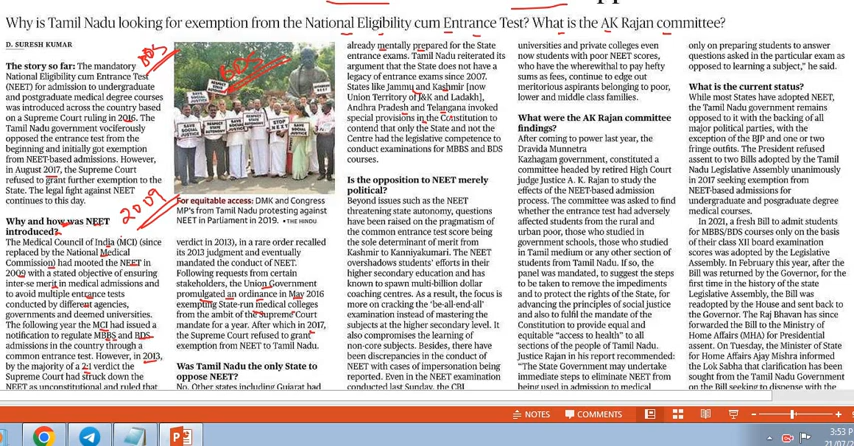 Why is Tamil Nadu looking for exemption from the National Eligibility cum Entrance Test? What is the AK Rajan committee?
D. SURESH KUMAR
The story so far: The mandatory
National Eligibility cum Entrance Test
(NEET) for admission to undergraduate
and postgraduate medical degree courses
was introduced across the country based
on a Supreme Court ruling in 2016. The
Tamil Nadu government vociferously
opposed the entrance test from the
beginning and initially got exemption
from NEET-based admissions. However,
in August 2017, the Supreme Court
refused to grant further exemption to the
State. The legal fight against NEET
continues to this day.
Why and how was NEET
introduced?
The Medical Council of India (MCI) (since
replaced by the National Medical
Commission) had mooted the NEET in
2009 with a stated objective of ensuring
inter-se merit in medical admissions and
to avoid multiple entrance tests
conducted by different agencies,
governments and deemed universities.
The following year the MCI had issued a
notification to regulate MBBS and BDS
admissions in the country through a
common entrance test. However, in 2013,
by the majority of a 2:1 verdict the
Supreme Court had struck down the
NEET as unconstitutional and ruled that
2009
SAVE SOCIAL JUSTICE
STOP NEET
For equitable access: DMK and Congress
MP's from Tamil Nadu protesting against
NEET in Parliament in 2019. • THE HINDU
verdict in 2013), in a rare order recalled
its 2013 judgment and eventually
mandated the conduct of NEET.
Following requests from certain
stakeholders, the Union Government
promulgated an ordinance in May 2016
exempting State-run medical colleges
from the ambit of the Supreme Court
mandate for a year. After which in 2017,
the Supreme Court refused to grant
exemption from NEET to Tamil Nadu.
Was Tamil Nadu the only State to
oppose NEET?
No. Other states including Gujarat had
already mentally prepared for the State
entrance exams. Tamil Nadu reiterated its
argument that the State does not have a
legacy of entrance exams since 2007.
States like Jammu and Kashmir [now
Union Territory of J&K and Ladakh],
Andhra Pradesh and Telangana invoked
special provisions in the Constitution to
contend that only the State and not the
Centre had the legislative competence to
conduct examinations for MBBS and BDS
courses.
Is the opposition to NEET merely
political?
Beyond issues such as the NEET
threatening state autonomy, questions
have been raised on the pragmatism of
the common entrance test score being
the sole determinant of merit from
Kashmir to Kanniyakumari. The NEET
overshadows students' efforts in their
higher secondary education and has
known to spawn multi-billion dollar
coaching centres. As a result, the focus is
more on cracking the 'be-all-end-all'
examination instead of mastering the
subjects at the higher secondary level. It
also compromises the learning of
non-core subjects. Besides, there have
been discrepancies in the conduct of
NEET with cases of impersonation being
reported. Even in the NEET examination
conducted last Sunday, the CBI
universities and private colleges even
now students with poor NEET scores,
who have the wherewithal to pay hefty
sums as fees, continue to edge out
meritorious aspirants belonging to poor,
lower and middle class families.
What were the AK Rajan committee
findings?
After coming to power last year, the
Dravida Munnetra
Kazhagam government, constituted a
committee headed by retired High Court
judge Justice A. K. Rajan to study the
effects of the NEET-based admission
process. The committee was asked to find
whether the entrance test had adversely
affected students from the rural and
urban poor, those who studied in
government schools, those who studied
in Tamil medium or any other section of
students from Tamil Nadu. If so, the
panel was mandated, to suggest the steps
to be taken to remove the impediments
and to protect the rights of the State, for
advancing the principles of social justice
and also to fulfil the mandate of the
Constitution to provide equal and
equitable “access to health” to all
sections of the people of Tamil Nadu.
Justice Rajan in his report recommended:
“The State Government may undertake
immediate steps to eliminate NEET from
being used in admission to medical
only on preparing students to answer
questions asked in the particular exam as
opposed to learning a subject,” he said.
What is the current status?
While most States have adopted NEET,
the Tamil Nadu government remains
opposed to it with the backing of all
major political parties, with the
exception of the BJP and one or two
fringe outfits. The President refused
assent to two Bills adopted by the Tamil
Nadu Legislative Assembly unanimously
in 2017 seeking exemption from
NEET-based admissions for
undergraduate and postgraduate degree
medical courses.
In 2021, a fresh Bill to admit students
for MBBS/BDS courses only on the basis
of their class XII board examination
scores was adopted by the Legislative
Assembly. In February this year, after the
Bill was returned by the Governor, for the
first time in the history of the state
Legislative Assembly, the Bill was
readopted by the House and sent back to
the Governor. The Raj Bhavan has since
forwarded the Bill to the Ministry of
Home Affairs (MHA) for Presidential
assent. On Tuesday, the Minister of State
for Home Affairs Ajay Mishra informed
the Lok Sabha that clarification has been
sought from the Tamil Nadu Government
on the Bill seeking to dispense with the
NOTES
COMMENTS
3:53 P
21/07/2